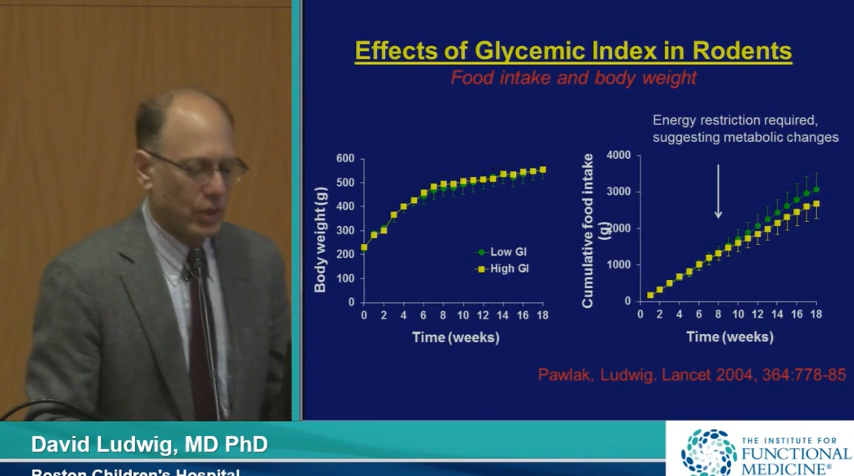 Effects of Glycemic Index in Rodents
Food intake and body weight
Energy restriction required,
suggesting metabolic changes
Body weight (g)
600
500
400
300
200
100
0
0 2 4 6 8 10 12 14 16 18
Time (weeks)
Low GI
High GI
Cumulative food intake
(g)
4000
3000
2000
1000
0
0 2 4 6 8 10 12 14 16 18
Time (weeks)
Pawlak, Ludwig, Lancet 2004, 364:778-85
David Ludwig, MD PhD
Boston Children's Hospital
THE INSTITUTE FOR
FUNCTIONAL
MEDICINE®